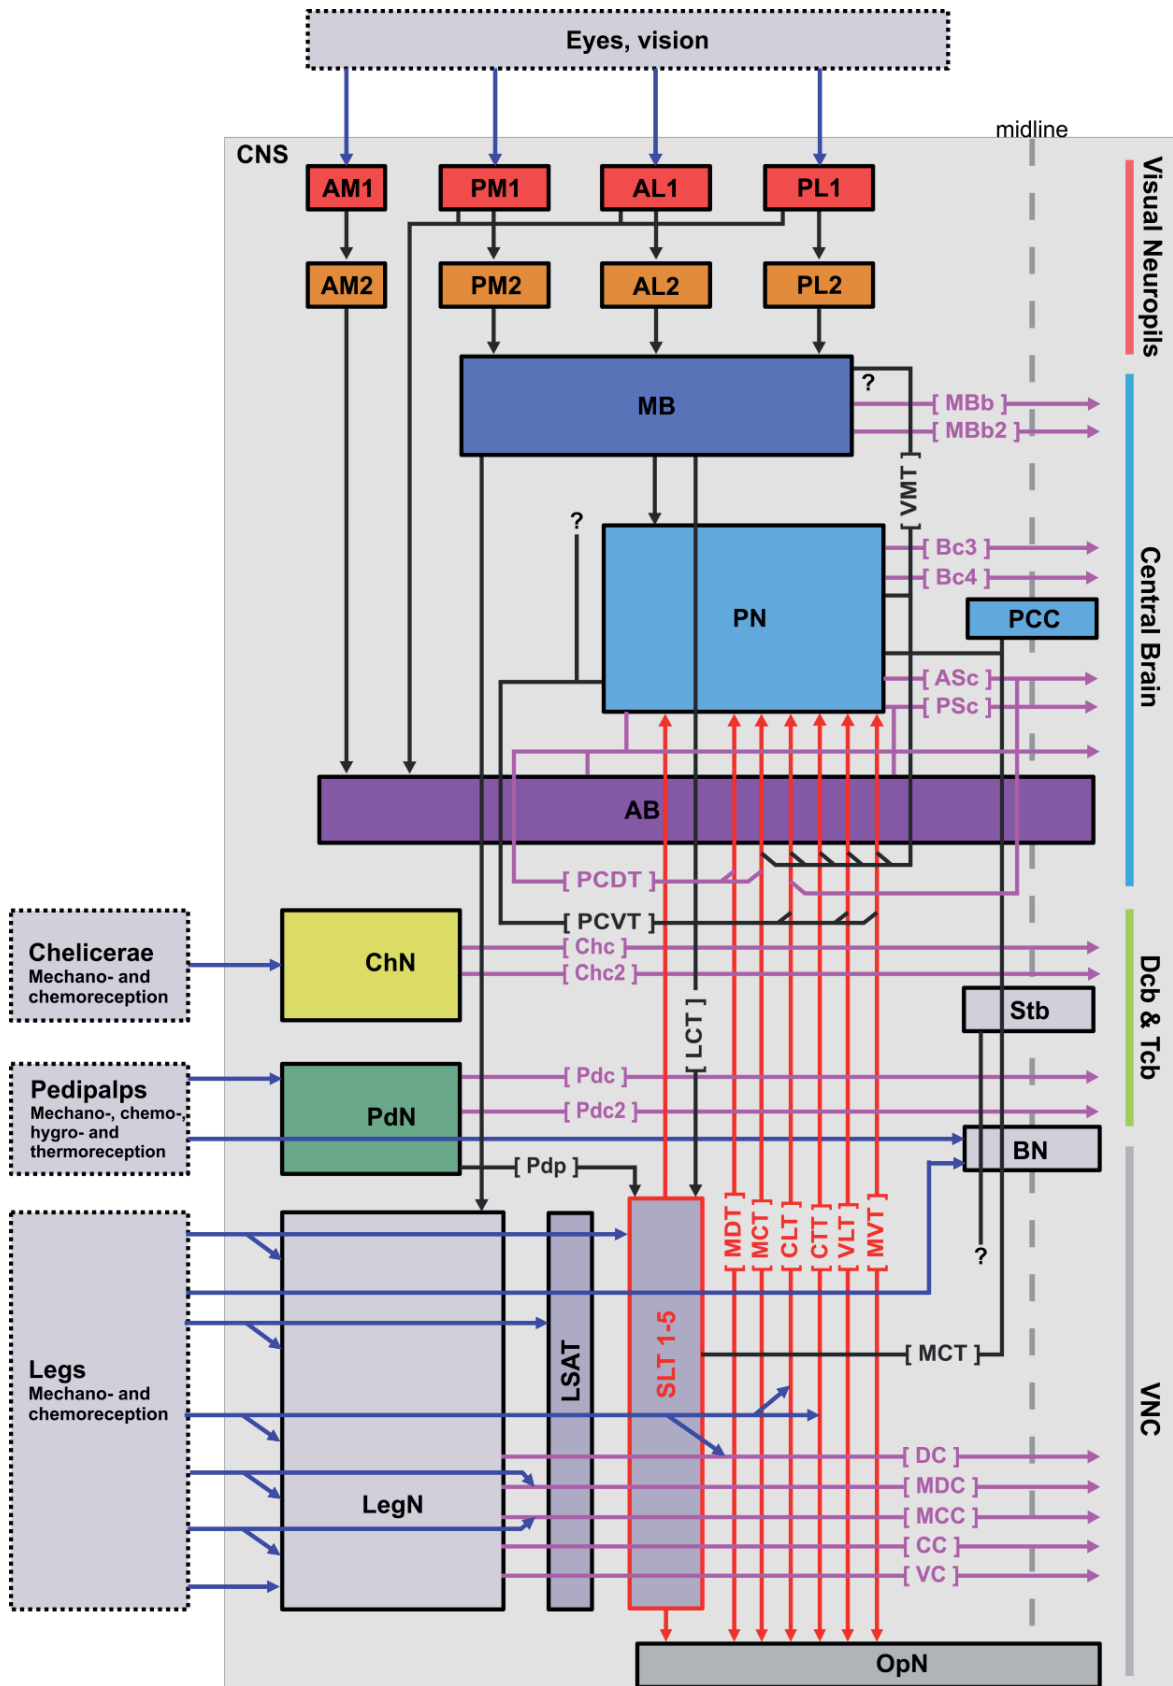 Eyes, vision
midline
CNS
AM1
PM1
AL1
PL1
Visual Neuropils
AM2
PM2
AL2
PL2
MB
?
[ MBb ]
[ MBb2 ]
[ VMT ]
?
PN
[ Bc3 ]
[ Bc4 ]
PCC
Central Brain
[ ASc ]
[ PSc ]
AB
[ PCDT ]
[ PCVT ]
Cheliceræ
Mechano- and
chemoreception
ChN
[ Chc ]
[ Chc2 ]
Stb
Dcb & Tcb
[ LCT ]
Pedipalps
Mechano-, chemo-,
hygro- and
thermoreception
PdN
[ Pdc ]
[ Pdc2 ]
BN
[ Pdp ]
[ MDT ]
[ MCT ]
[ CLT ]
[ CTT ]
[ VLT ]
[ MVT ]
?
Legs
Mechano- and
chemoreception
LSAT
SLT 1-5
[ MCT ]
VNC
LegN
[ DC ]
[ MDC ]
[ MCC ]
[ CC ]
[ VC ]
OpN